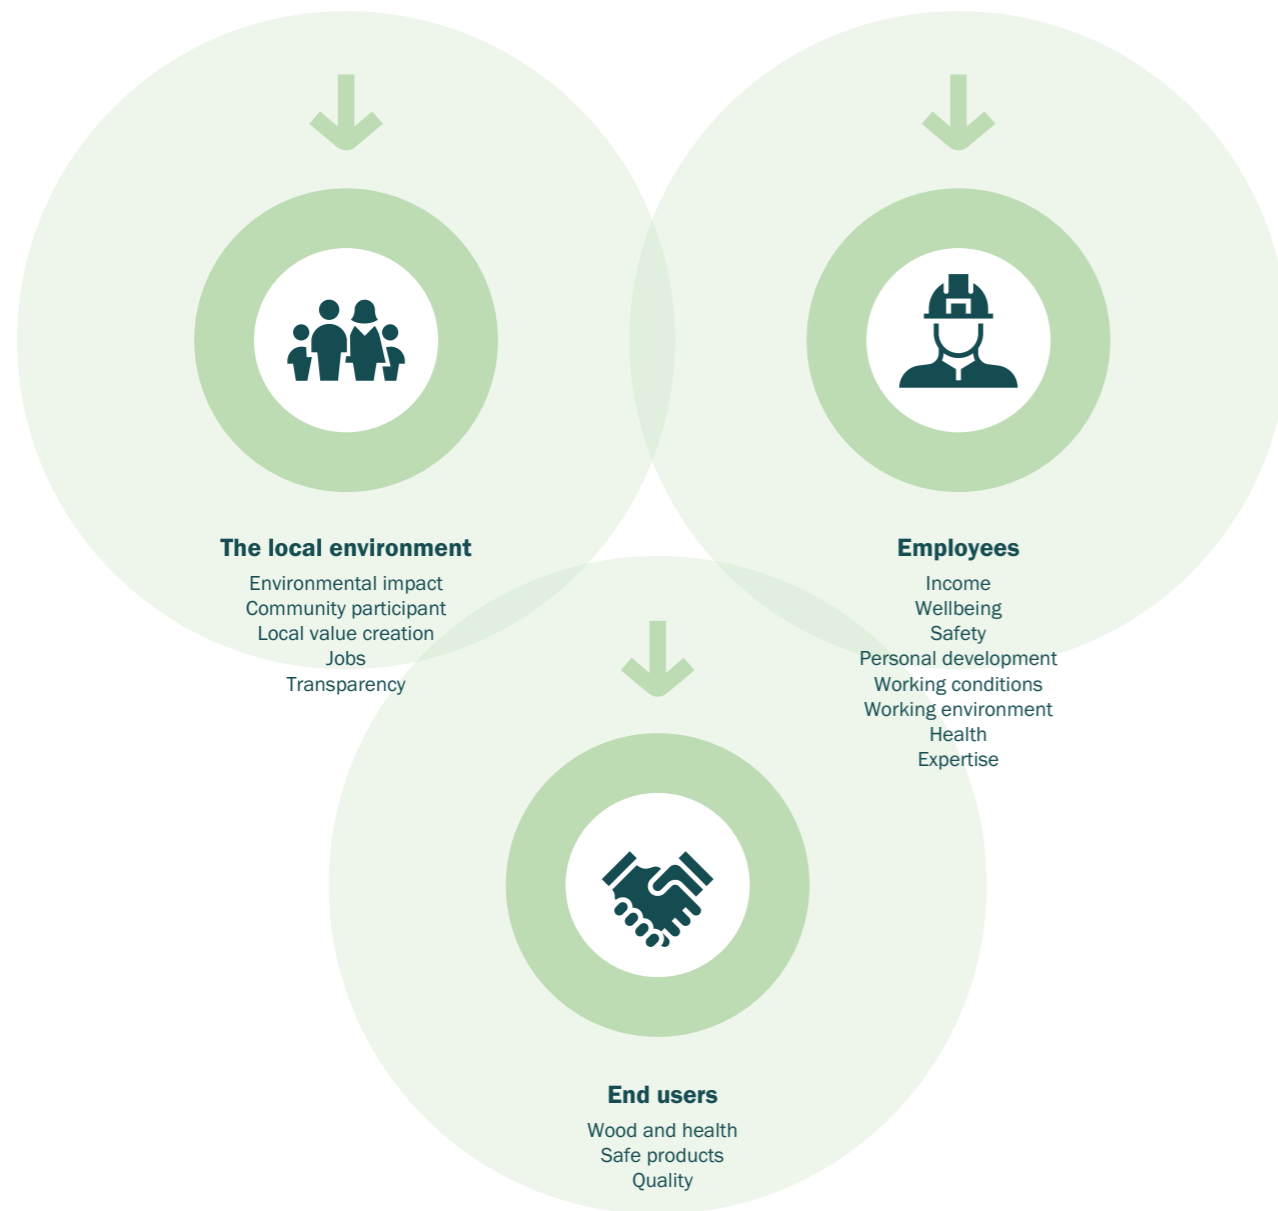 The local environment
Environmental impact
Community participant
Local value creation
Jobs
Transparency
Employees
Income
Wellbeing
Safety
Personal development
Working conditions
Working environment
Health
Expertise
End users
Wood and health
Safe products
Quality